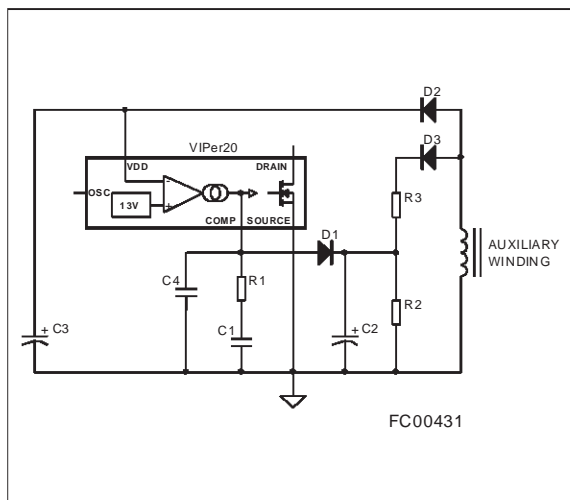 D2
D3
VIPer20
VDD
DRAIN
OSC
-
13V
+
COMP SOURCE
R3
D1
AUXILIARY
WINDING
C4
R1
R2
C1
+ C2
+ C3
FC00431